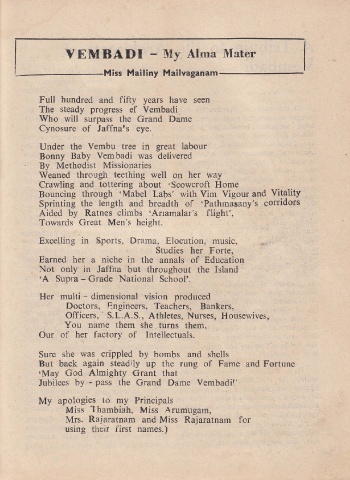 VEMBADI – My Alma Mater
Miss Mailiny Mailvaganam
Full hundred and fifty years have seen
The steady progress ef Vembadi
Who will surpass the Grand Dame
Cynosure of Jaffna's eye.
Under the Vembu tree in great labour
Bonny Baby Vembadi was delivered
By Methodist Missionaries
Weaned through teething well on her way
Crawling and tottering about 'Scowcroft Home
Bouncing through 'Mabel Labs' with Vim Vigour and Vitality
Sprinting the length and breadth of 'Pathmasany's corridors
Aided by Ratnes climbs 'Ariamalar's flight',
Towards Great Men's height.
Excelling in Sports, Drama, Elocution, music,
Studies her Forte,
Earned her a niche in the annals of Education
Not only in Jaffna but throughout the Island
'A Supra – Grade National School'.
Her multi - dimensional vision produced
Doctors, Engineers, Teachers, Bankers,
Officers, S.L.A.S., Athletes, Nurses, Housewives,
You name them she turns them,
Our of her factory of Intellectuals.
Sure she was crippled by bombs and shells
But back again steadily up the rung of Fame and Fortune
'May God Almighty Grant that
Jubilees by - pass the Grand Dame Vembadi!'
My apologies to my Principals
Miss Thambiah, Miss Arumugam,
Mrs. Rajaratnam and Miss Rajaratnam for
using their first names.)